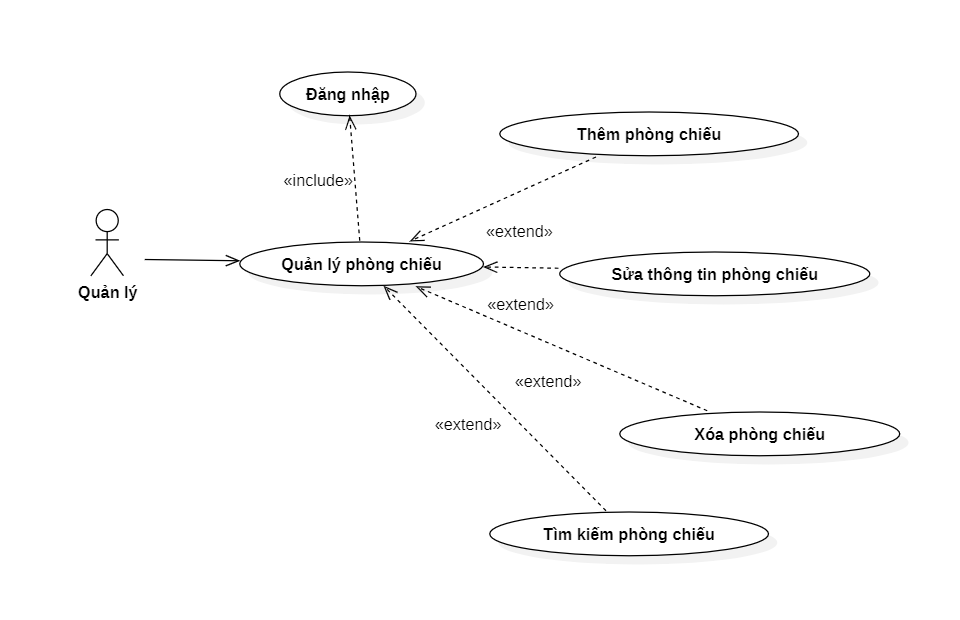 Đăng nhập
Thêm phòng chiếu
«include»
«extend»
Quản lý phòng chiếu
Sửa thông tin phòng chiếu
Quản lý
«extend»
«extend»
«extend»
Xóa phòng chiếu
Tìm kiếm phòng chiếu